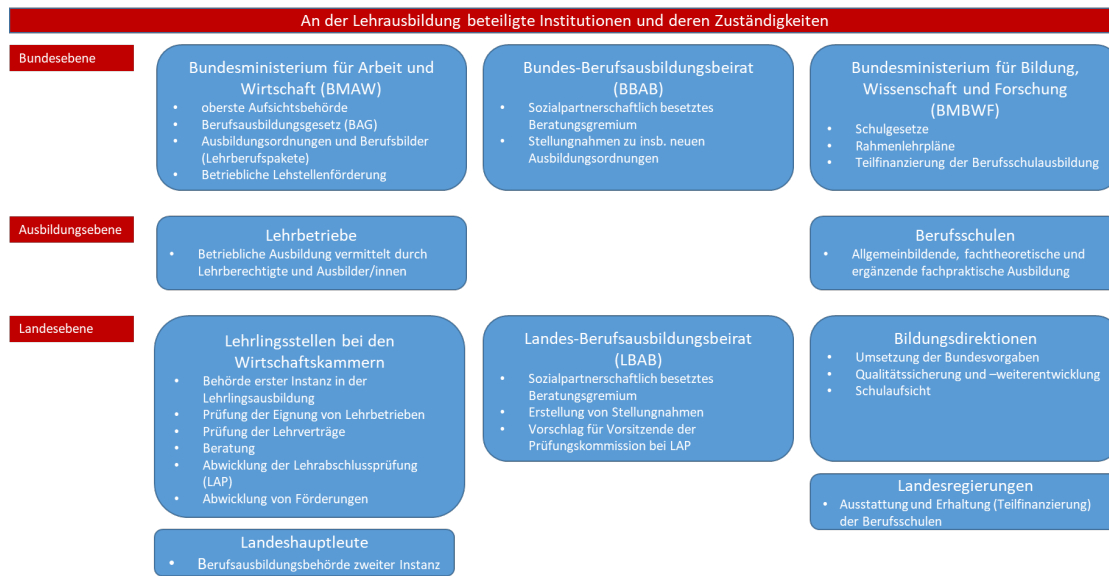 An der Lehrausbildung beteiligte Institutionen und deren Zuständigkeiten
Bundesebene
Bundesministerium für Arbeit und
Wirtschaft (BMAW)
• oberste Aufsichtsbehörde
• Berufsausbildungsgesetz (BAG)
• Ausbildungsordnungen und Berufsbilder
(Lehrberufspakete)
• Betriebliche Lehstellenförderung
Bundes-Berufsausbildungsbeirat
(BBAB)
• Sozialpartnerschaftlich besetztes
Beratungsgremium
• Stellungnahmen zu insb. neuen
Ausbildungsordnungen
Bundesministerium für Bildung,
Wissenschaft und Forschung
(BMBWF)
• Schulgesetze
• Rahmenlehrpläne
• Teilfinanzierung der Berufsschulausbildung
Ausbildungsebene
Lehrbetriebe
• Betriebliche Ausbildung vermittelt durch
Lehrberechtigte und Ausbilder/innen
Berufsschulen
• Allgemeinbildende, fachtheoretische und
ergänzende fachpraktische Ausbildung
Landesebene
Lehrlingsstellen bei den
Wirtschaftskammern
• Behörde erster Instanz in der
Lehrlingsausbildung
• Prüfung der Eignung von Lehrbetrieben
• Prüfung der Lehrverträge
• Beratung
• Abwicklung der Lehrabschlussprüfung
(LAP)
• Abwicklung von Förderungen
Landes-Berufsausbildungsbeirat
(LBAB)
• Sozialpartnerschaftlich besetztes
Beratungsgremium
• Erstellung von Stellungnahmen
• Vorschlag für Vorsitzende der
Prüfungskommission bei LAP
Bildungsdirektionen
• Umsetzung der Bundesvorgaben
• Qualitätssicherung und –weiterentwicklung
• Schulaufsicht
Landesregierungen
• Ausstattung und Erhaltung (Teilfinanzierung)
der Berufsschulen
Landeshauptleute
• Berufsausbildungsbehörde zweiter Instanz